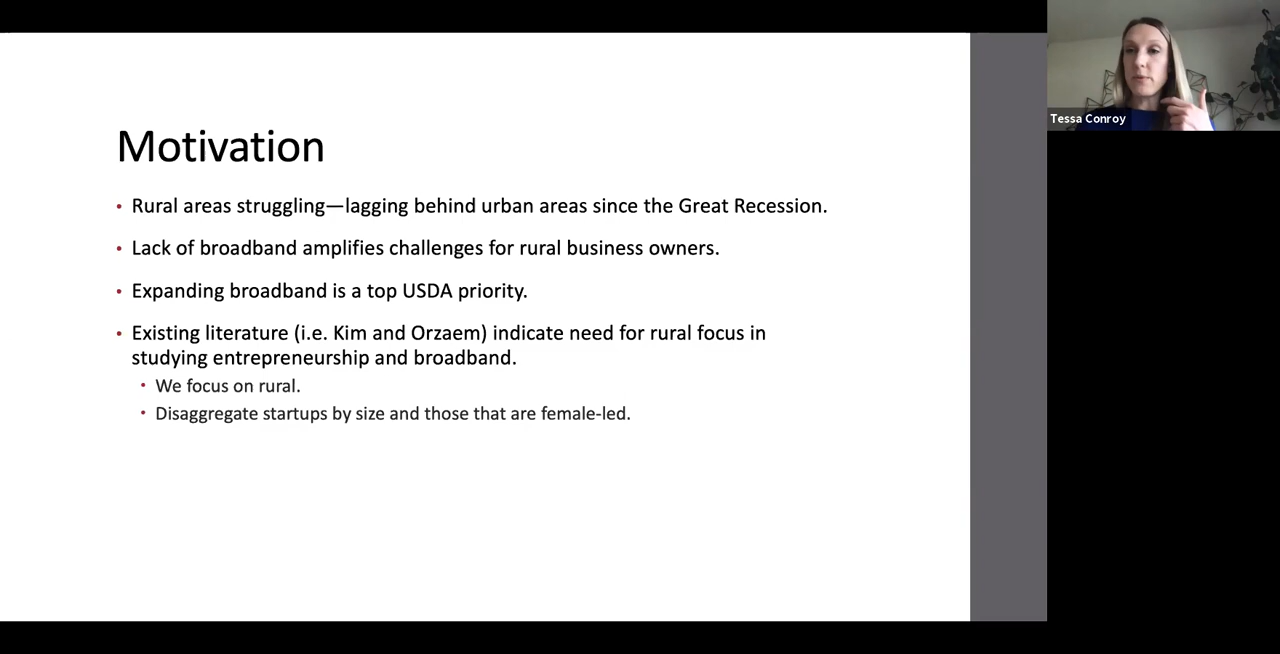 Motivation
• Rural areas struggling—lagging behind urban areas since the Great Recession.
• Lack of broadband amplifies challenges for rural business owners.
• Expanding broadband is a top USDA priority.
• Existing literature (i.e. Kim and Orzaem) indicate need for rural focus in
studying entrepreneurship and broadband.
• We focus on rural.
• Disaggregate startups by size and those that are female-led.
Tessa Conroy